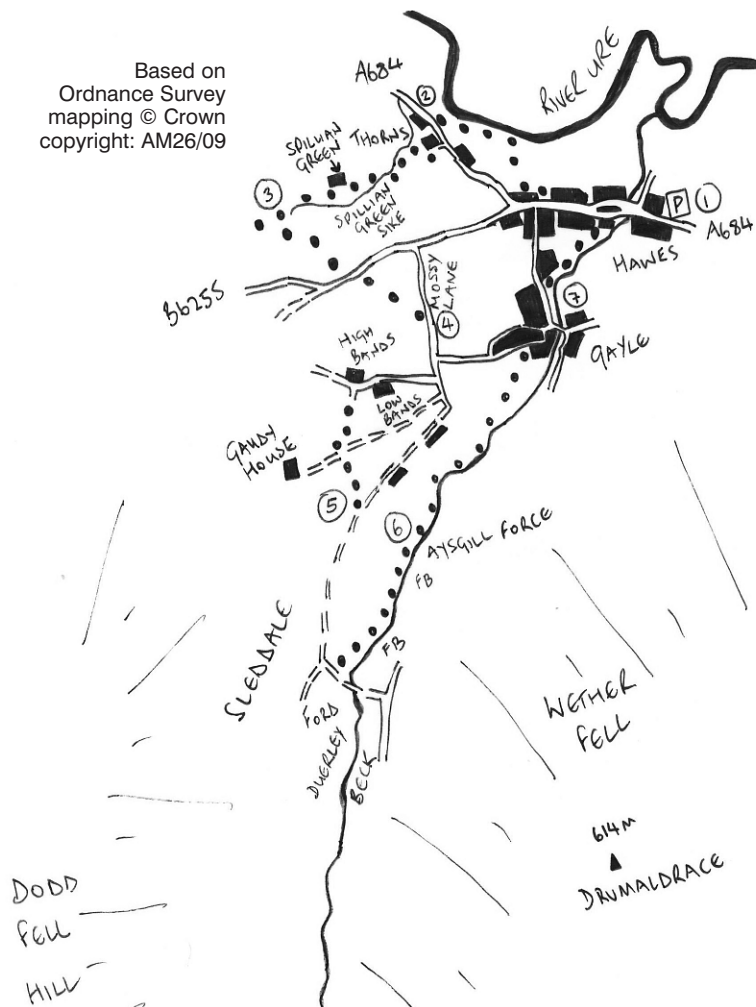 Based on
Ordnance Survey
mapping © Crown
copyright: AM26/09
A684
RIVER URE
2
SPILLIAN
GREEN
THORNS
3
SPILLIAN
GREEN
SIKE
P
1
A684
HAWES
B6255
MOSSY
LANE
7
4
HIGH
BANDS
GAYLE
LOW
BANDS
GAUDY
HOUSE
5
6
AYSGILL FORCE
FB
SLEDDALE
FB
FORD
DUERLEY
BECK
WETHER
FELL
614M
DRUMALDRACE
DODD
FELL
HILL